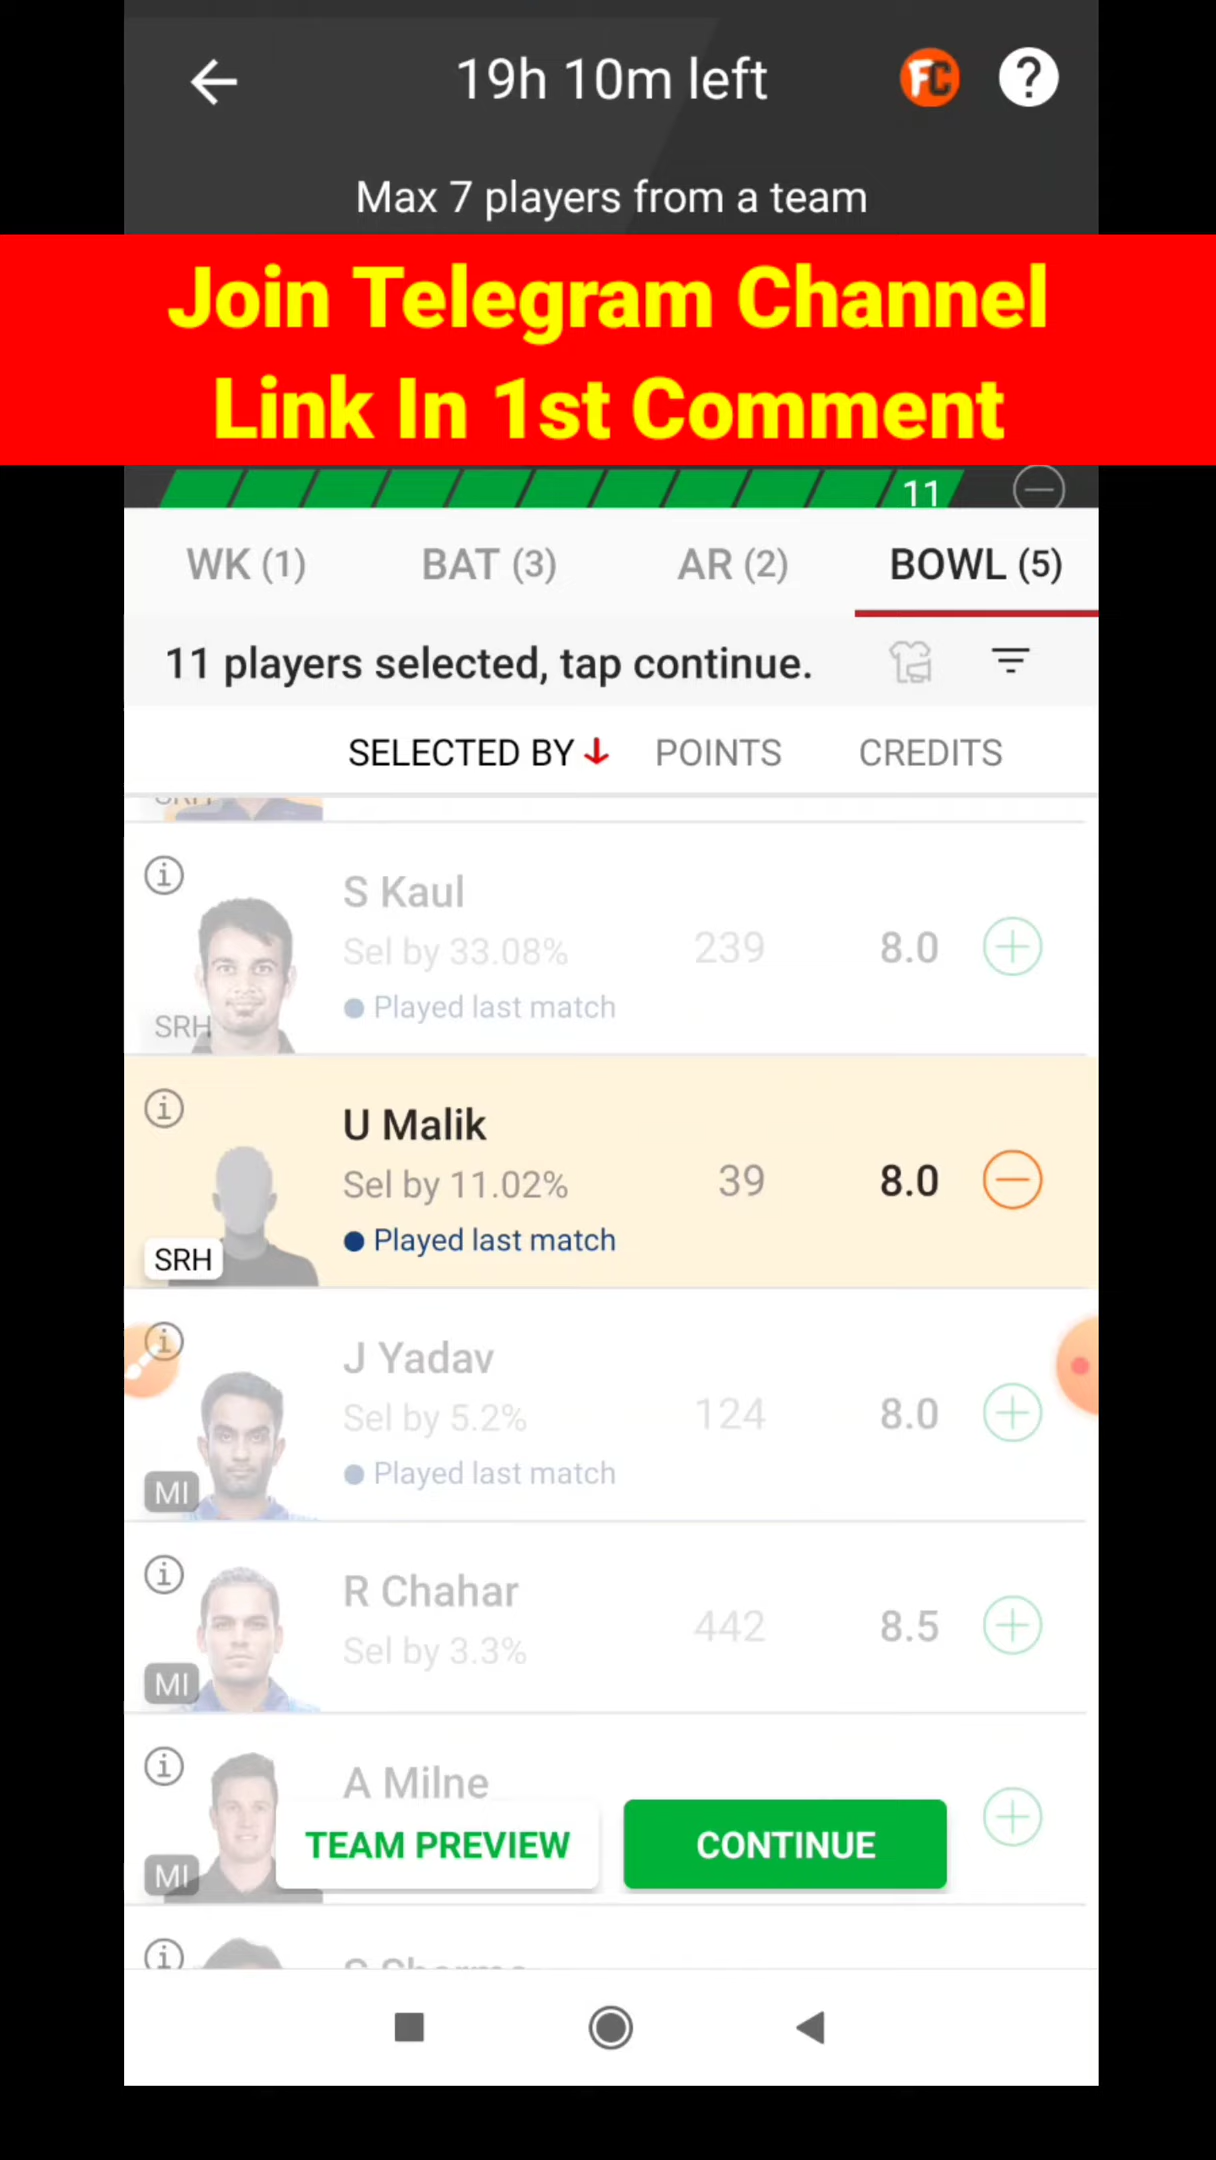 19h 10m left
FC
?
Max 7 players from a team
Join Telegram Channel
Link In 1st Comment
11
WK (1)
BAT (3)
AR (2)
BOWL (5)
11 players selected, tap continue.
SELECTED BY
POINTS
CREDITS
SRH
S Kaul
Sel by 33.08%
239
8.0
Played last match
SRH
U Malik
Sel by 11.02%
39
8.0
Played last match
SRH
J Yadav
Sel by 5.2%
124
8.0
Played last match
MI
R Chahar
Sel by 3.3%
442
8.5
MI
A Milne
MI
TEAM PREVIEW
CONTINUE